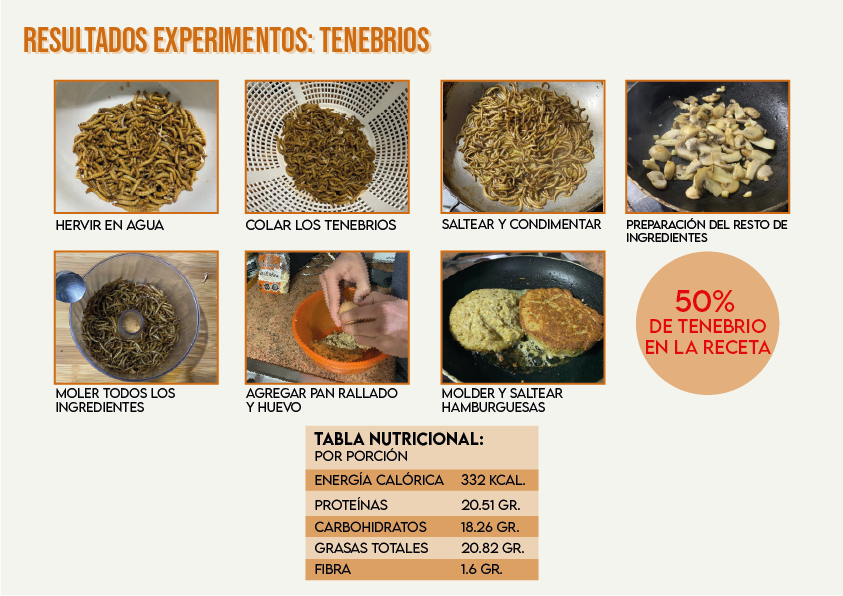 RESULTADOS EXPERIMENTOS: TENEBRIOS
HERVIR EN AGUA
COLAR LOS TENEBRIOS
SALTEAR Y CONDIMENTAR
PREPARACIÓN DEL RESTO DE
INGREDIENTES
MOLER TODOS LOS
INGREDIENTES
AGREGAR PAN RALLADO
Y HUEVO
MOLDER Y SALTEAR
HAMBURGUESAS
50%
DE TENEBRIO
EN LA RECETA
TABLA NUTRICIONAL:
POR PORCIÓN
ENERGÍA CALÓRICA 332 KCAL.
PROTEÍNAS 20.51 GR.
CARBOHIDRATOS 18.26 GR.
GRASAS TOTALES 20.82 GR.
FIBRA 1.6 GR.